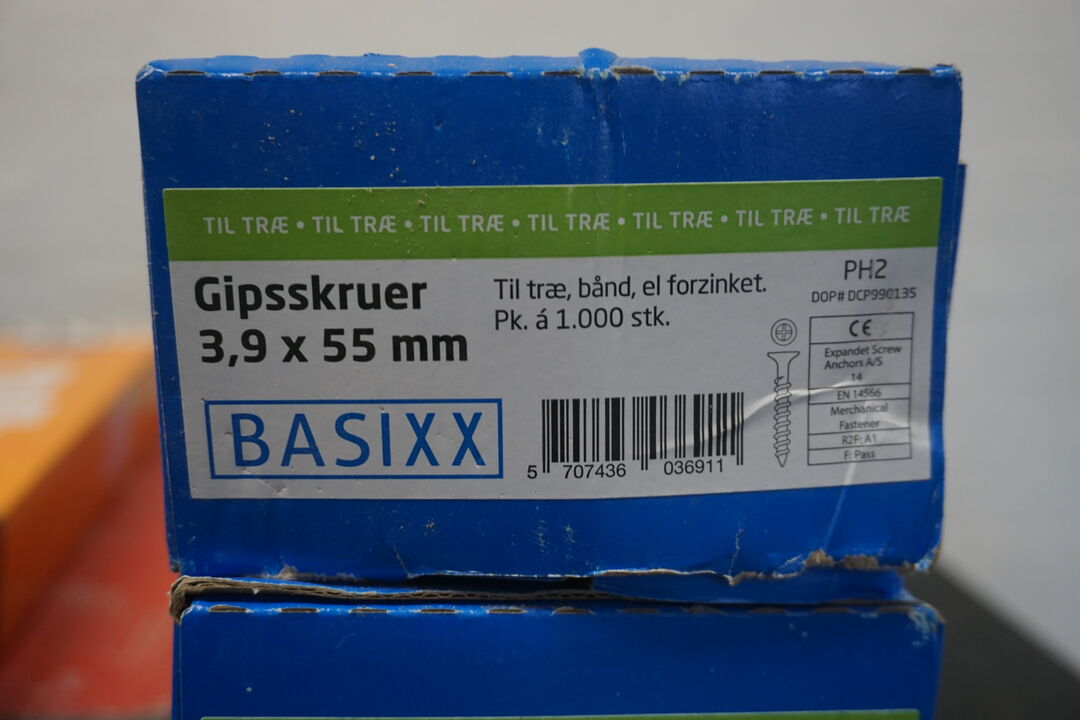 TIL TRÆ • TIL TRÆ • TIL TRÆ • TIL TRÆ • TIL TRÆ • TIL TRÆ • TIL TRÆ
Gipsskruer
3,9 x 55 mm
BASIXX
Til træ, bånd, el forzinket.
Pk. á 1.000 stk.
5 707436 036911
PH2
DOP# DCP990135
CE
Expandet Screw
Anchors A/S
14
EN 14566
Merchanical
Fastener
R2F: A1
F: Pass